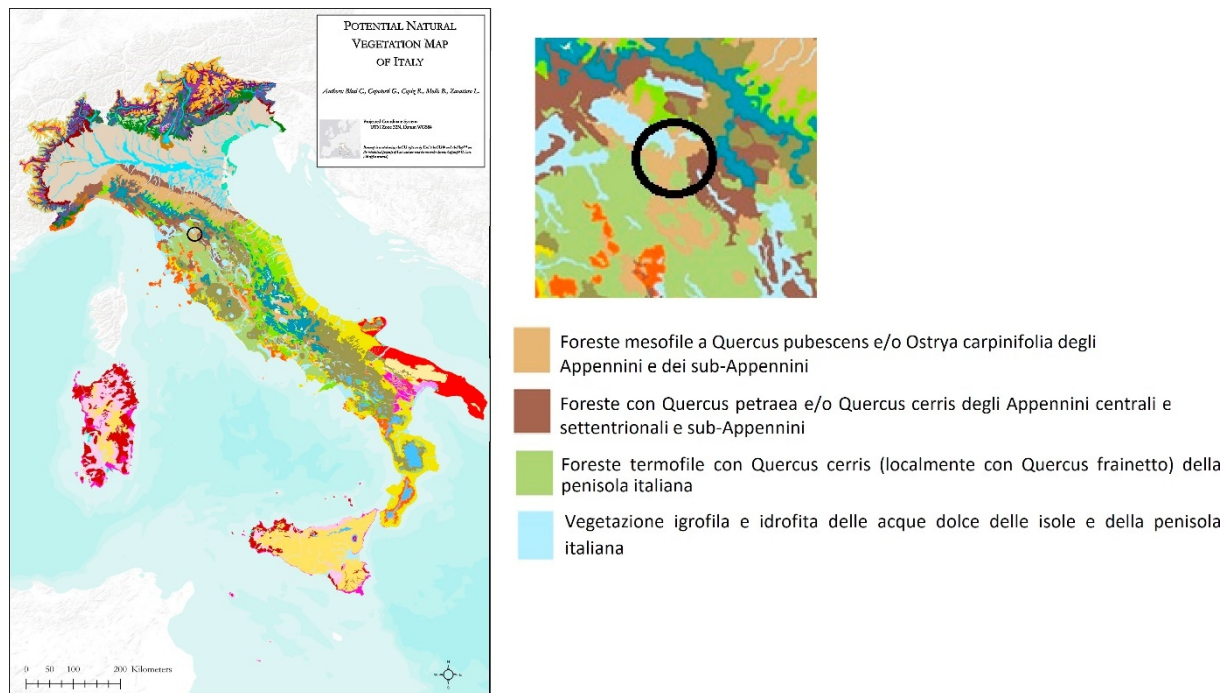 POTENTIAL NATURAL
VEGETATION MAP
OF ITALY
Foreste mesofile a Quercus pubescens e/o Ostrya carpinifolia degli
Appennini e dei sub-Appennini
Foreste con Quercus petraea e/o Quercus cerris degli Appennini centrali e
settentrionali e sub-Appennini
Foreste termofile con Quercus cerris (localmente con Quercus frainetto) della
penisola italiana
Vegetazione igrofila e idrofita delle acque dolce delle isole e della penisola
italiana
0 50 100 200 Kilometers